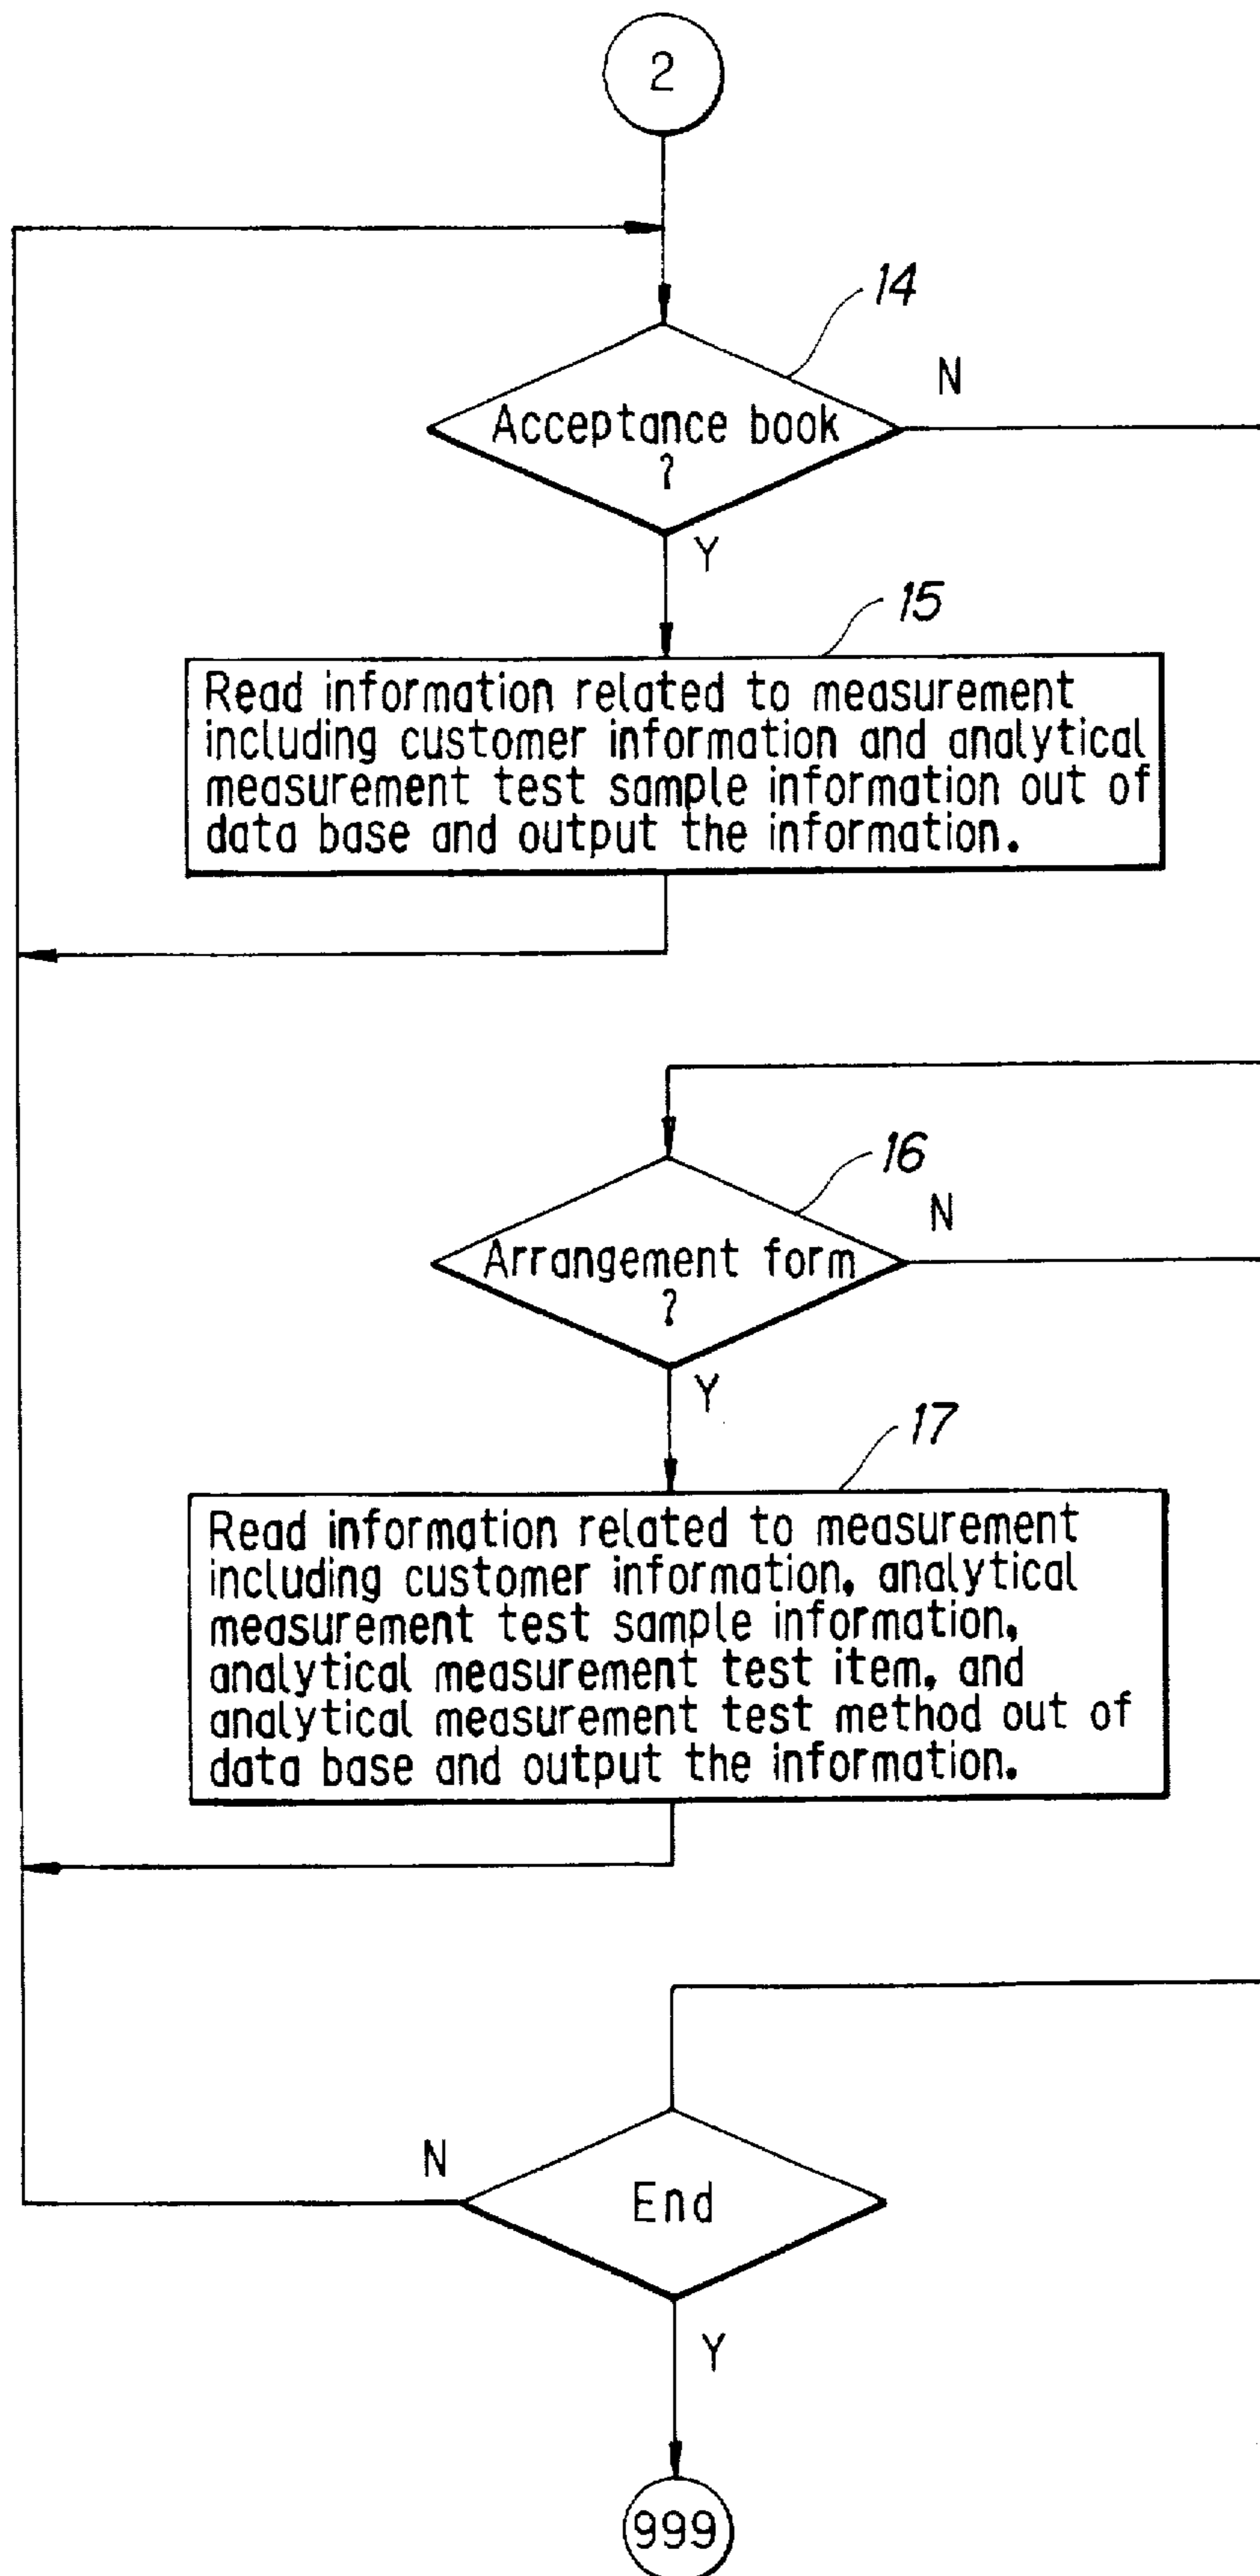 2
14
N
Acceptance book
?
Y
15
Read information related to measurement
including customer information and analytical
measurement test sample information out of
data base and output the information.
16
N
Arrangement form
?
Y
17
Read information related to measurement
including customer information, analytical
measurement test sample information,
analytical measurement test item, and
analytical measurement test method out of
data base and output the information.
N
End
Y
999